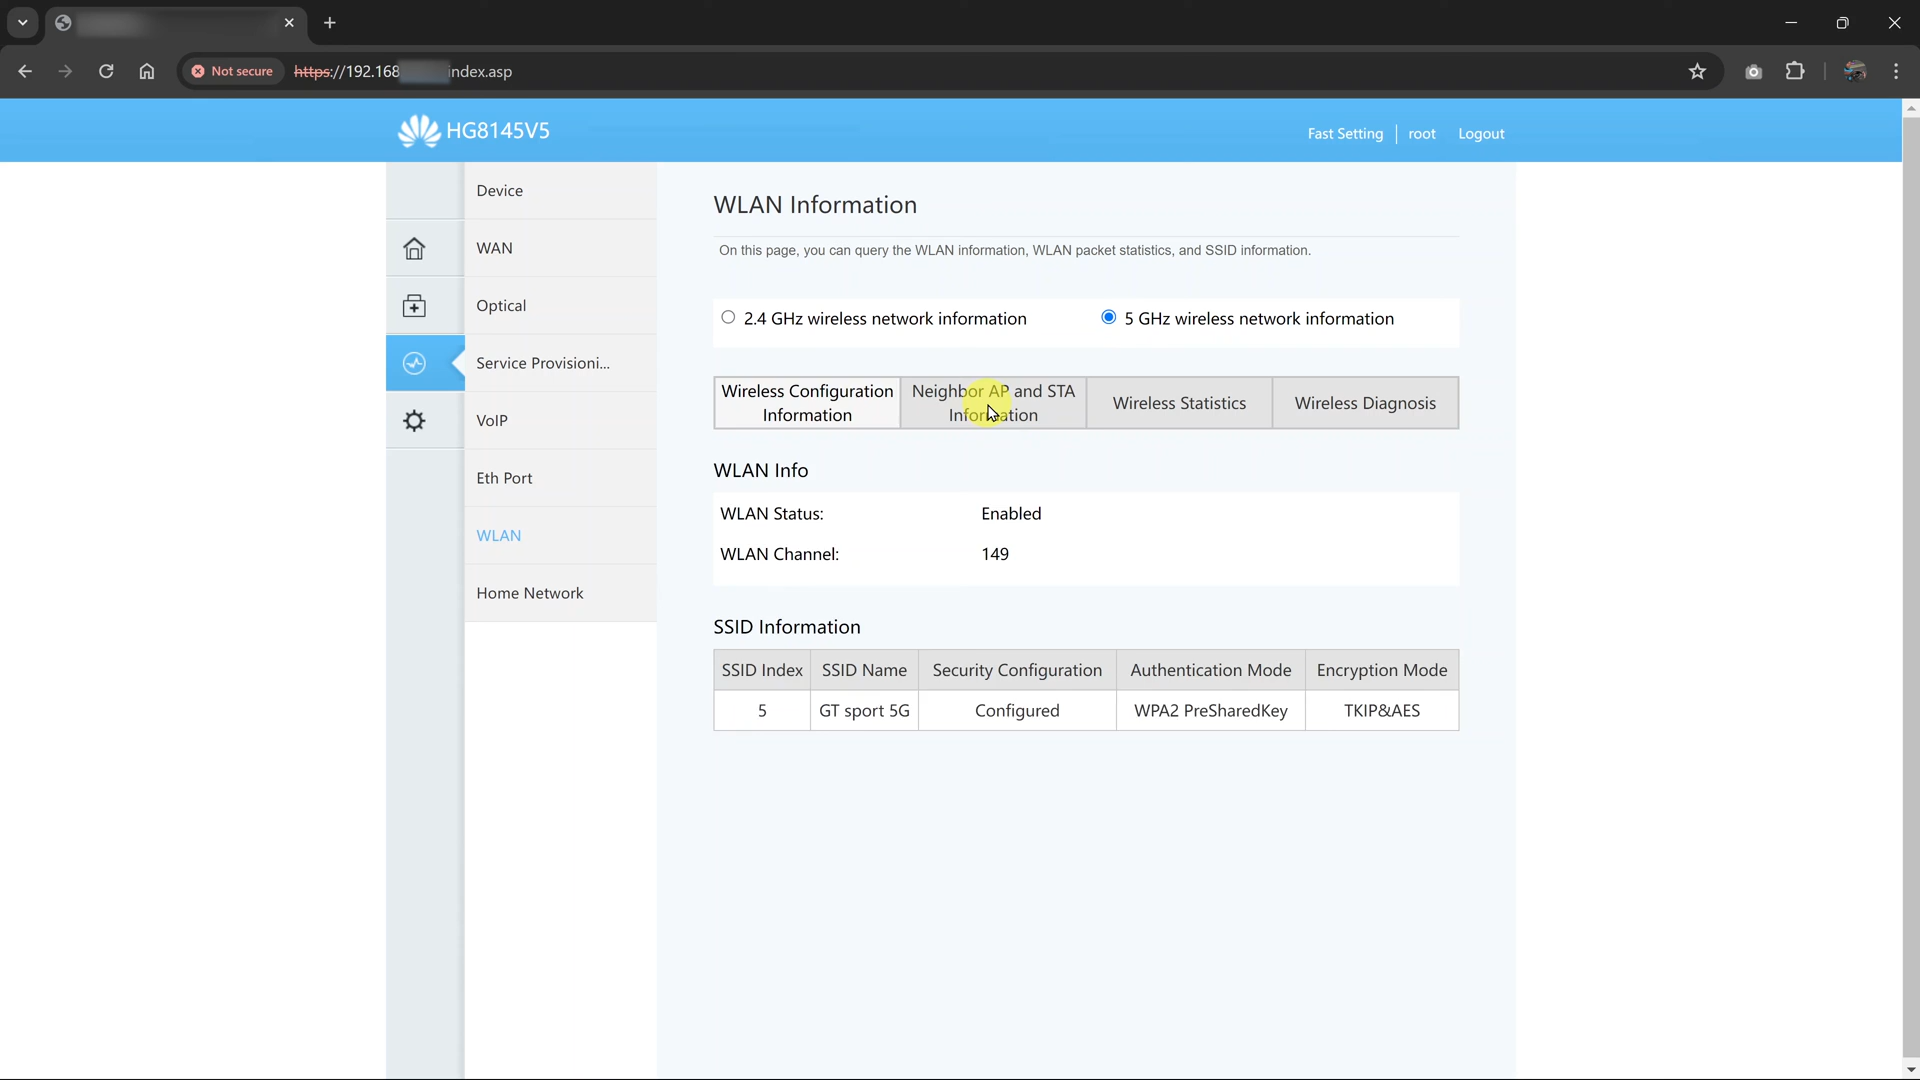 Not secure https://192.168 index.asp
HG8145V5
Fast Setting root Logout
Device
WAN
Optical
Service Provisioni...
VoIP
Eth Port
WLAN
Home Network
WLAN Information
On this page, you can query the WLAN information, WLAN packet statistics, and SSID information.
2.4 GHz wireless network information 5 GHz wireless network information
Wireless Configuration
Information
Neighbor AP and STA
Information
Wireless Statistics
Wireless Diagnosis
WLAN Info
WLAN Status: Enabled
WLAN Channel: 149
SSID Information
SSID Index SSID Name Security Configuration Authentication Mode Encryption Mode
5 GT sport 5G Configured WPA2 PreSharedKey TKIP&AES